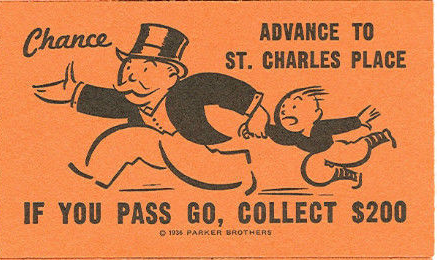 Chance
ADVANCE TO
ST. CHARLES PLACE
IF YOU PASS GO, COLLECT $200
© 1936 PARKER BROTHERS